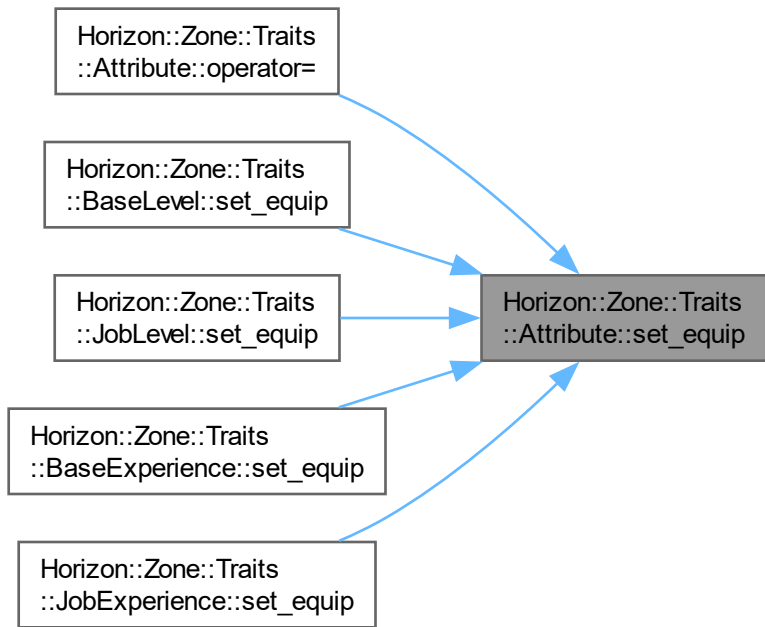 Horizon::Zone::Traits
::Attribute::operator=
Horizon::Zone::Traits
::BaseLevel::set_equip
Horizon::Zone::Traits
::JobLevel::set_equip
Horizon::Zone::Traits
::Attribute::set_equip
Horizon::Zone::Traits
::BaseExperience::set_equip
Horizon::Zone::Traits
::JobExperience::set_equip